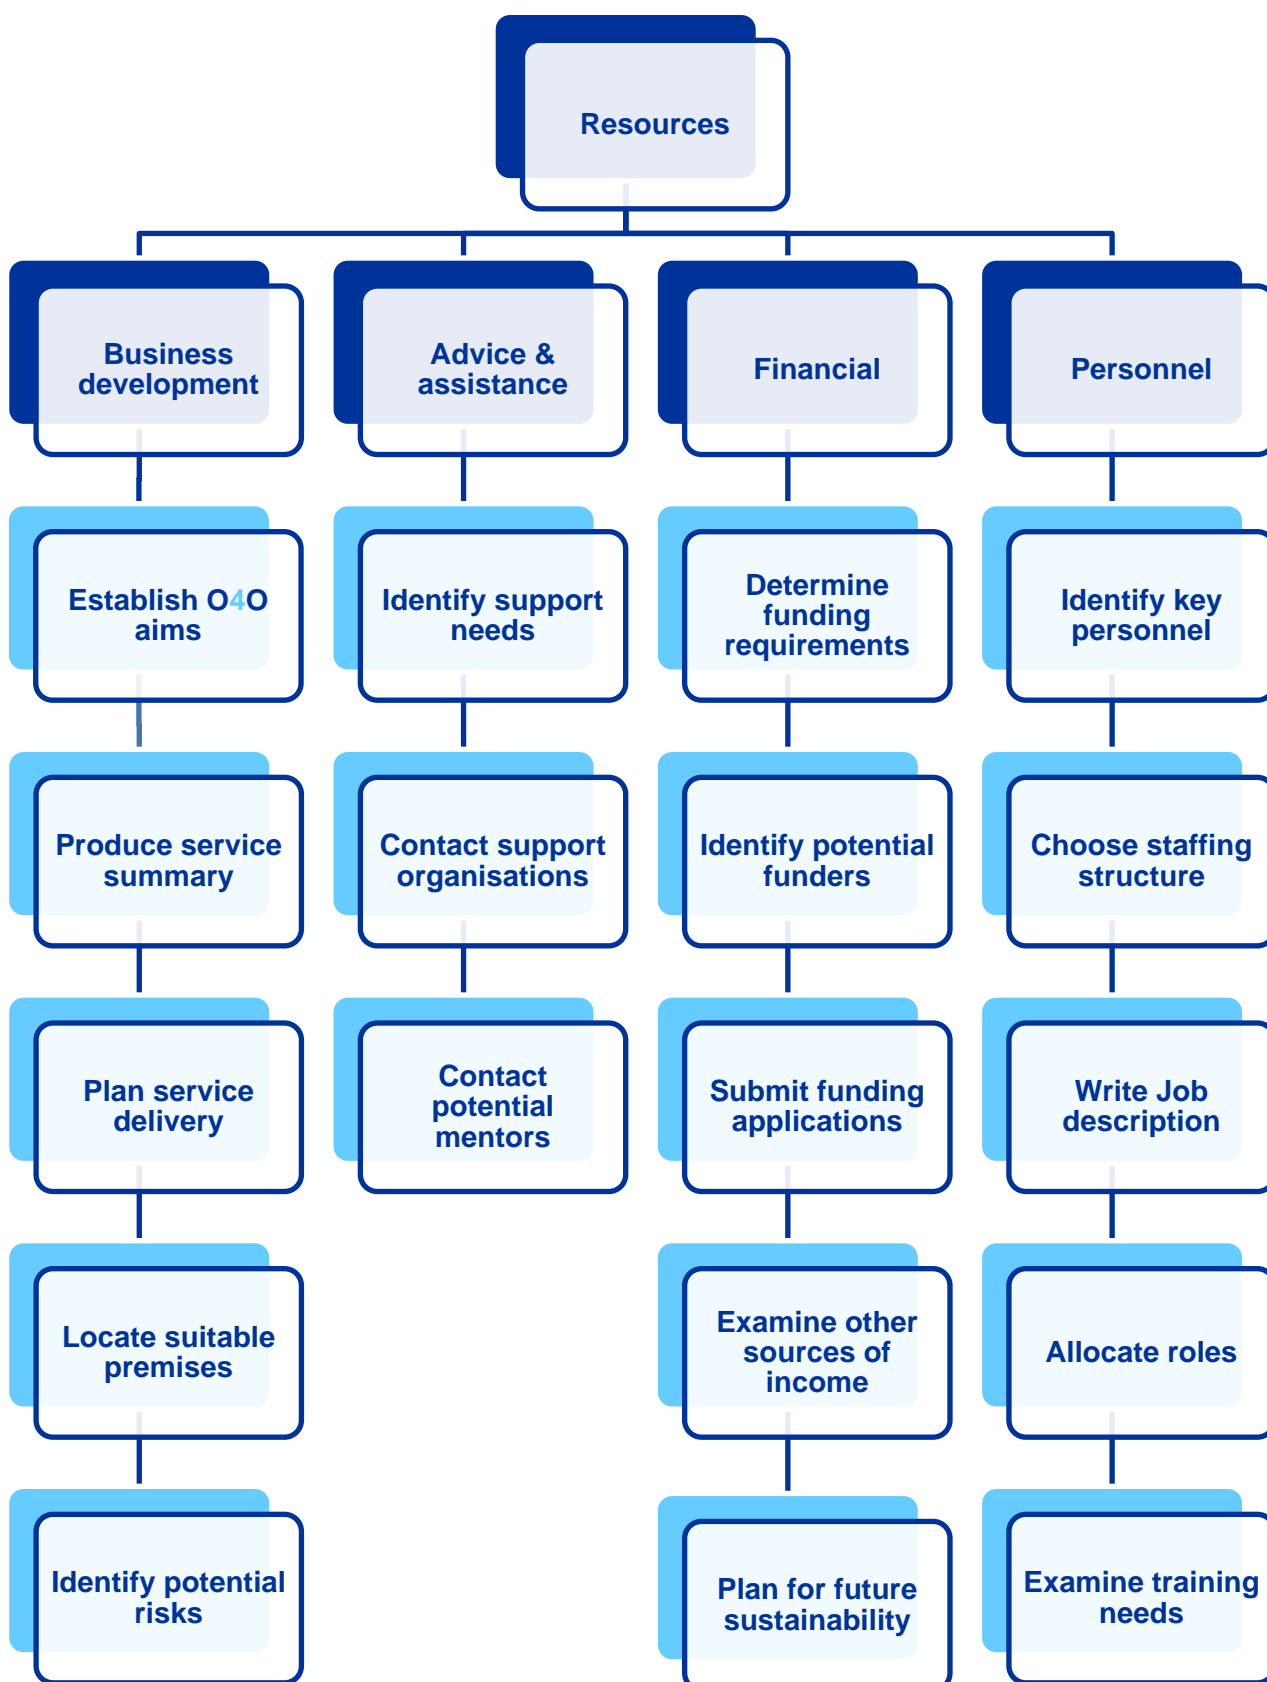 Resources
Business
development
Advice &
assistance
Financial
Personnel
Establish O4O
aims
Identify support
needs
Determine
funding
requirements
Identify key
personnel
Produce service
summary
Contact support
organisations
Identify potential
funders
Choose staffing
structure
Plan service
delivery
Contact
potential
mentors
Submit funding
applications
Write Job
description
Locate suitable
premises
Examine other
sources of
income
Allocate roles
Identify potential
risks
Plan for future
sustainability
Examine training
needs